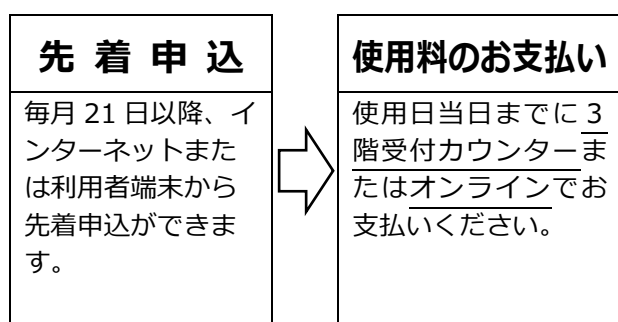 先着申込
毎月21日以降、イ
ンターネットまた
は利用者端末から
先着申込ができま
す。
使用料のお支払い
使用日当日までに3
階受付カウンターま
たはオンラインでお
支払いください。